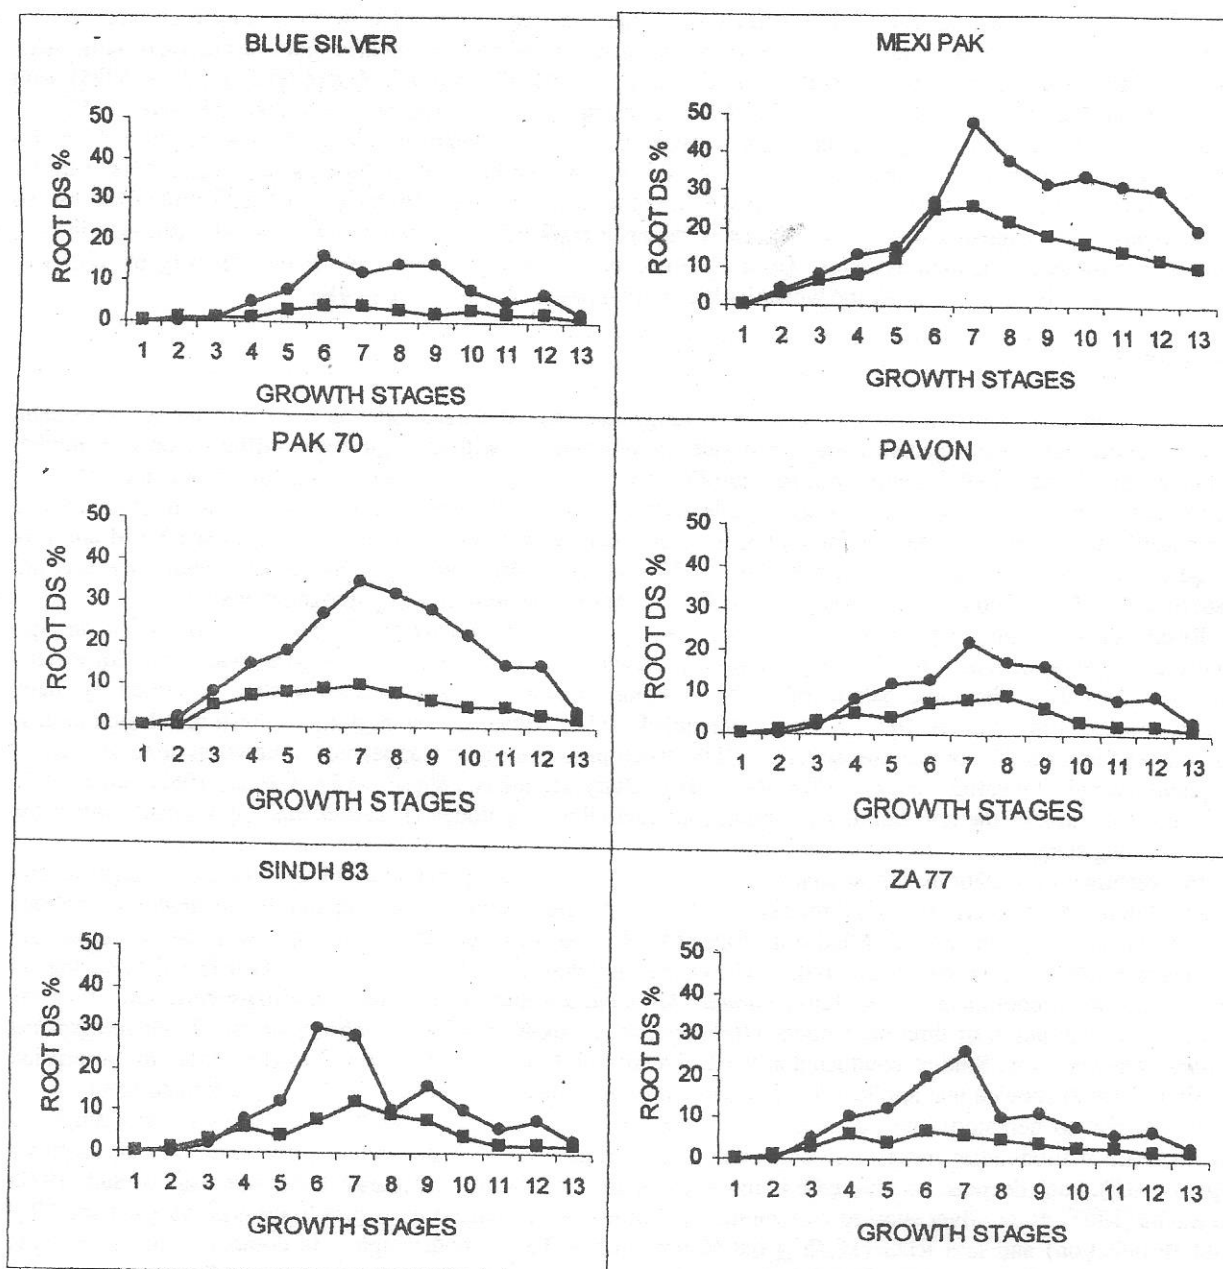 BLUE SILVER
50
40
30
20
10
0
ROOT DS %
1 2 3 4 5 6 7 8 9 10 11 12 13
GROWTH STAGES
MEXI PAK
50
40
30
20
10
0
ROOT DS %
1 2 3 4 5 6 7 8 9 10 11 12 13
GROWTH STAGES
PAK 70
50
40
30
20
10
0
ROOT DS %
1 2 3 4 5 6 7 8 9 10 11 12 13
GROWTH STAGES
PAVON
50
40
30
20
10
0
ROOT DS %
1 2 3 4 5 6 7 8 9 10 11 12 13
GROWTH STAGES
SINDH 83
50
40
30
20
10
0
ROOT DS %
1 2 3 4 5 6 7 8 9 10 11 12 13
GROWTH STAGES
ZA 77
50
40
30
20
10
0
ROOT DS %
1 2 3 4 5 6 7 8 9 10 11 12 13
GROWTH STAGES